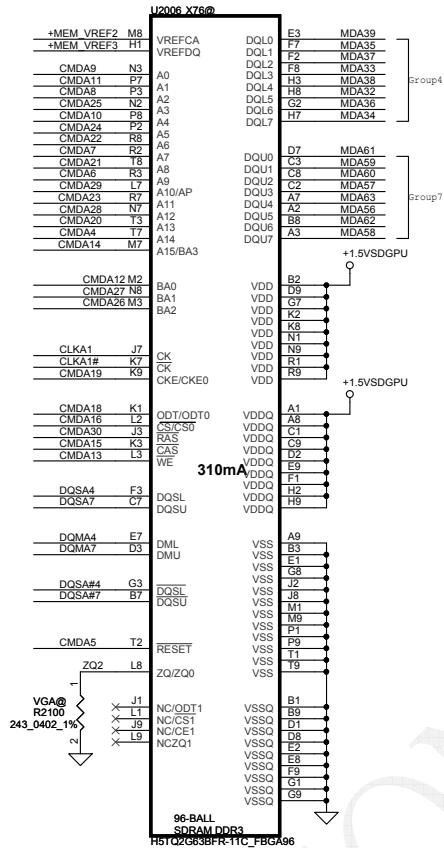 U2006 X76@
+MEM_VREF2 M8 VREFCA
+MEM_VREF3 H1 VREFDQ
CMDA9 N3 A0
CMDA11 P7 A1
CMDA8 P3 A2
CMDA25 N2 A3
CMDA10 P8 A4
CMDA24 P2 A5
CMDA22 R8 A6
CMDA7 R2 A7
CMDA21 T8 A8
CMDA6 R3 A9
CMDA29 L7 A10/AP
CMDA23 R7 A11
CMDA28 N7 A12
CMDA20 T3 A13
CMDA4 T7 A14
CMDA14 M7 A15/BA3
CMDA12 M2 BA0
CMDA27 N8 BA1
CMDA26 M3 BA2
CLKA1 J7 CK
CLKA1# K7 CK
CMDA19 K9 CKE/CKE0
CMDA18 K1 ODT/ODT0
CMDA16 L2 CS/CS0
CMDA30 J3 RAS
CMDA15 K3 CAS
CMDA13 L3 WE
310mA
DQSA4 F3 DQSL
DQSA7 C7 DQSU
DQMA4 E7 DML
DQMA7 D3 DMU
DQSA#4 G3 DQSL
DQSA#7 B7 DQSU
CMDA5 T2 RESET
ZQ2 L8 ZQ/ZQ0
1
VGA@
R2100
243_0402_1%
2
J1 NC/ODT1
L1 NC/CS1
J9 NC/CE1
L9 NCZQ1
DQL0 E3 MDA39
DQL1 F7 MDA35
DQL2 F2 MDA37
DQL3 F8 MDA33
DQL4 H3 MDA38
DQL5 H8 MDA32
DQL6 G2 MDA36
DQL7 H7 MDA34
Group4
DQU0 D7 MDA61
DQU1 C3 MDA59
DQU2 C8 MDA60
DQU3 C2 MDA57
DQU4 A7 MDA63
DQU5 A2 MDA56
DQU6 B8 MDA62
DQU7 A3 MDA58
Group7
+1.5VSDGPU
VDD B2
VDD D9
VDD G7
VDD K2
VDD K8
VDD N1
VDD N9
VDD R1
VDD R9
+1.5VSDGPU
VDDQ A1
VDDQ A8
VDDQ C1
VDDQ C9
VDDQ D2
VDDQ E9
VDDQ F1
VDDQ H2
VDDQ H9
VSS A9
VSS B3
VSS E1
VSS G8
VSS J2
VSS J8
VSS M1
VSS M9
VSS P1
VSS P9
VSS T1
VSS T9
VSSQ B1
VSSQ B9
VSSQ D1
VSSQ D8
VSSQ E2
VSSQ E8
VSSQ F9
VSSQ G1
VSSQ G9
96-BALL
SDRAM DDR3
H5TQ2G63BFR-11C_FBGA96